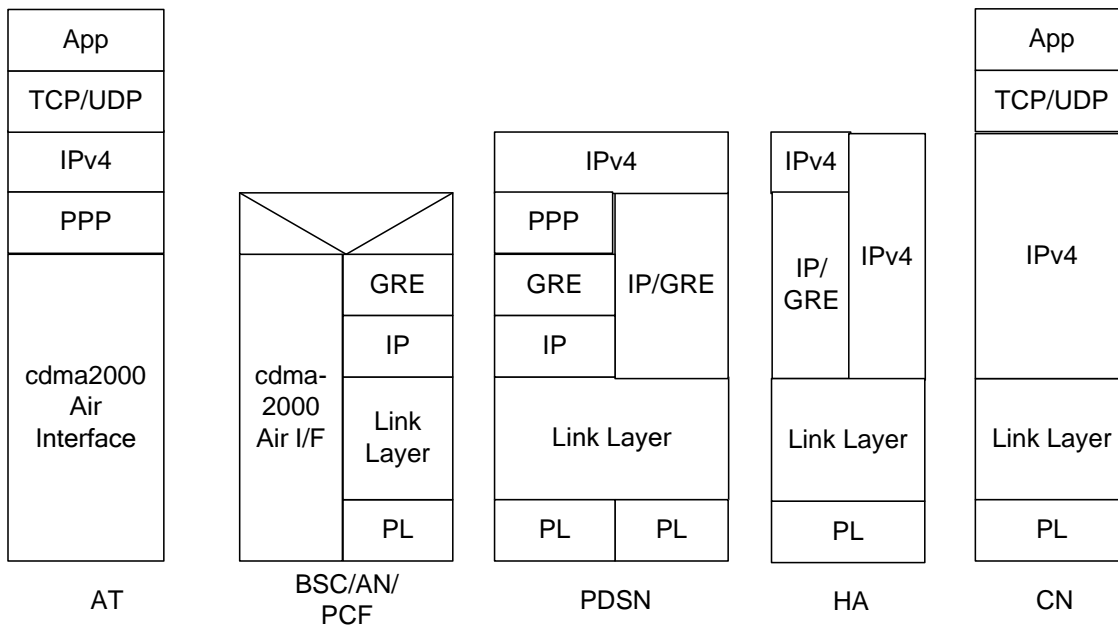 App
TCP/UDP
IPv4
PPP
cdma2000
Air
Interface
AT
cdma-
2000
Air I/F
GRE
IP
Link
Layer
PL
BSC/AN/
PCF
IPv4
PPP
GRE
IP
IP/GRE
Link Layer
PL
PL
PDSN
IPv4
IP/
GRE
IPv4
Link Layer
PL
HA
App
TCP/UDP
IPv4
Link Layer
PL
CN